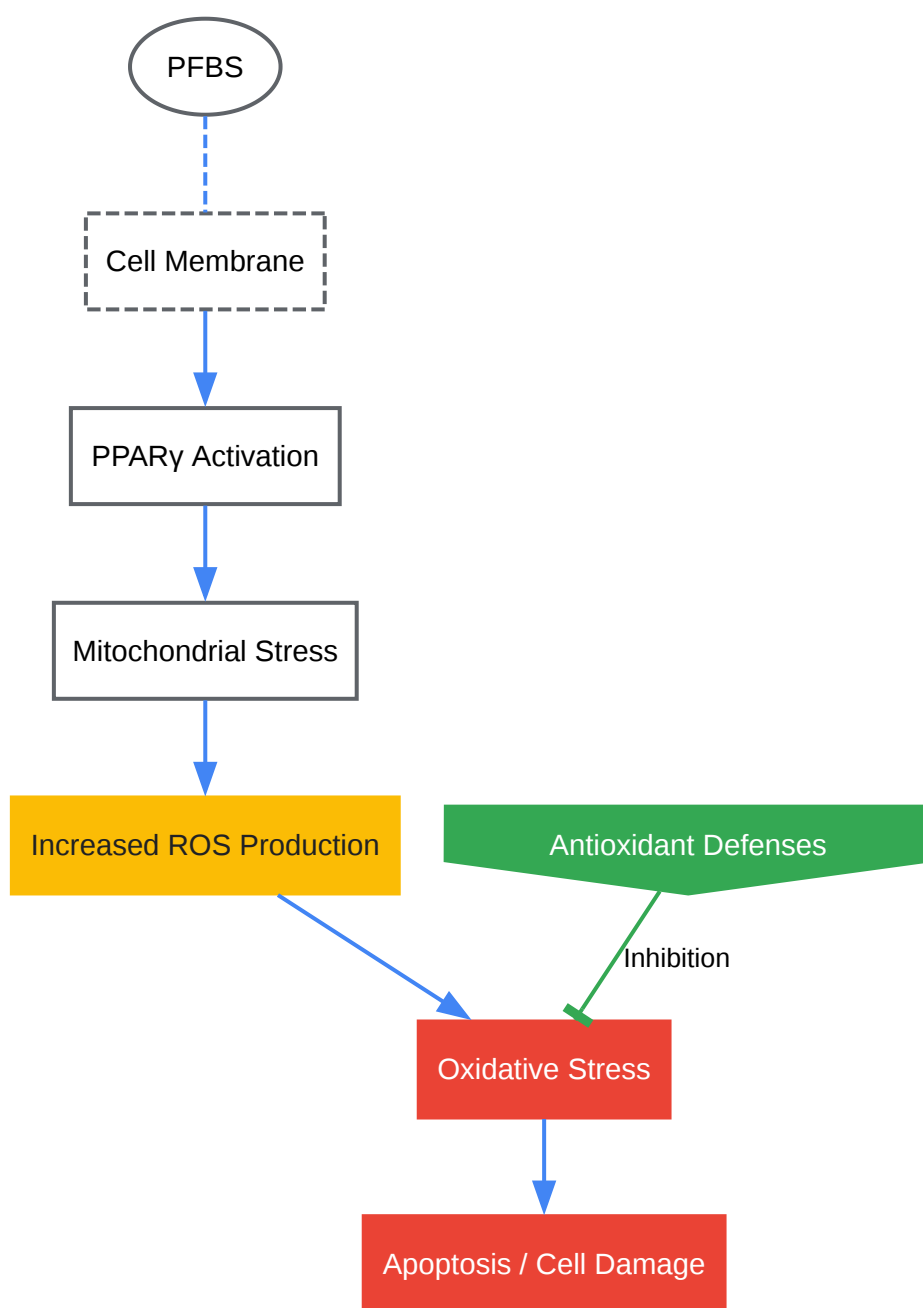 PFBS
Cell Membrane
PPARγ Activation
Mitochondrial Stress
Increased ROS Production
Antioxidant Defenses
Inhibition
Oxidative Stress
Apoptosis / Cell Damage